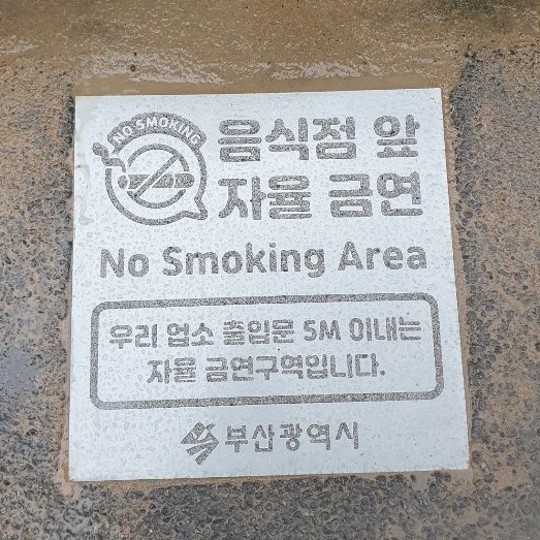 NO SMOKING
음식점 앞
자율 금연
No Smoking Area
우리 업소 출입문 5M 이내는
자율 금연구역입니다.
부산광역시